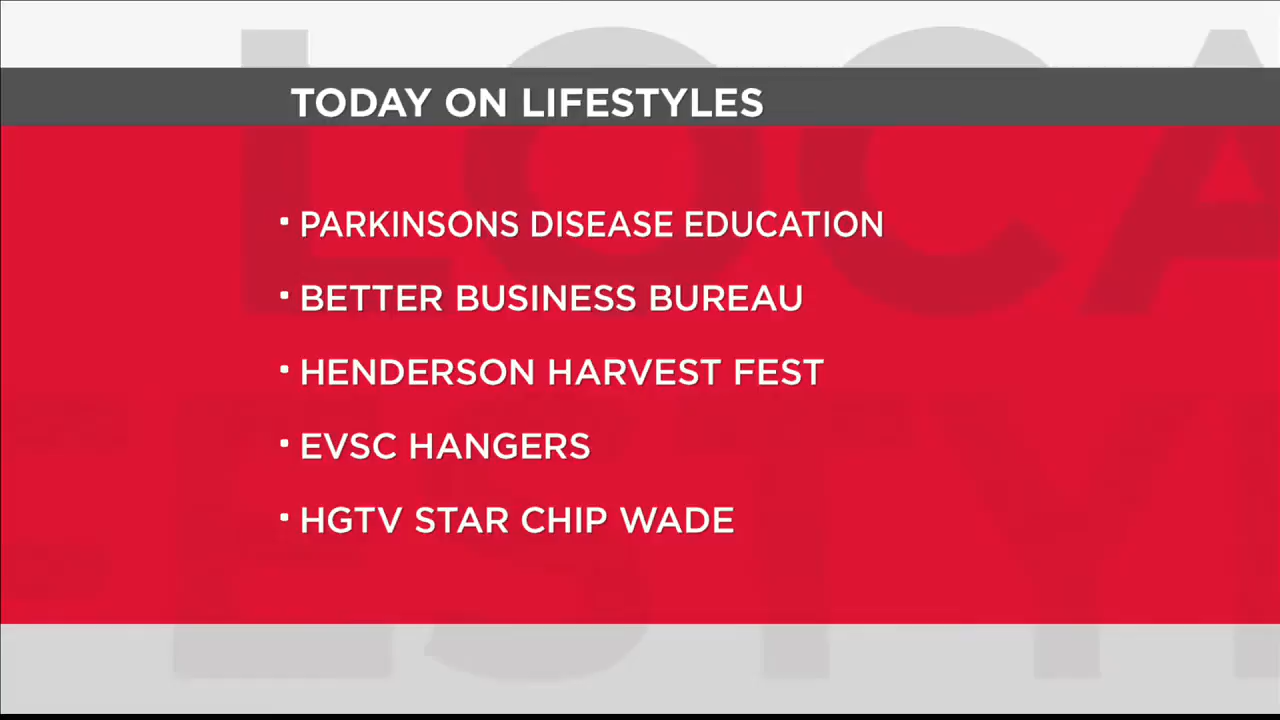 TODAY ON LIFESTYLES
▪ PARKINSONS DISEASE EDUCATION
▪ BETTER BUSINESS BUREAU
▪ HENDERSON HARVEST FEST
▪ EVSC HANGERS
▪ HGTV STAR CHIP WADE